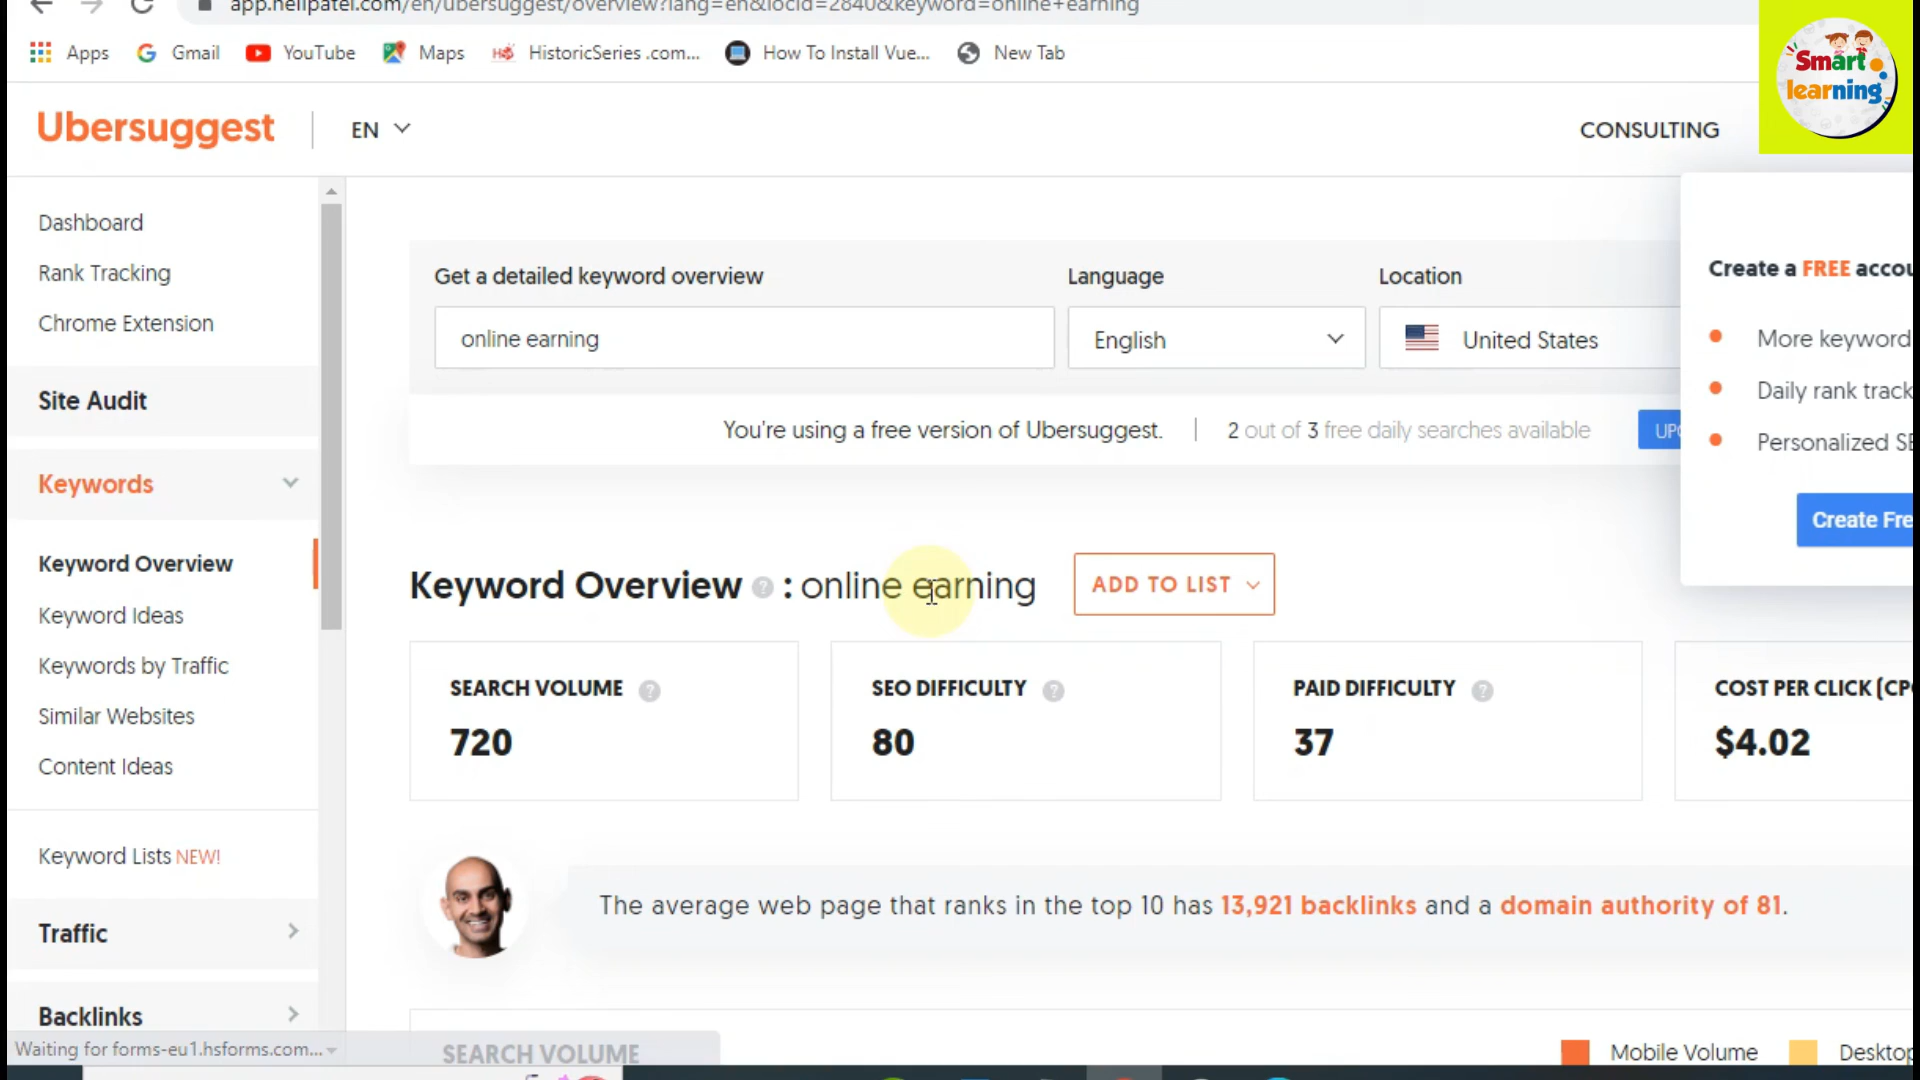 app.neilpatel.com/en/ubersuggest/overview?lang=en&locId=2840&keyword=online+earning
Apps
Gmail
YouTube
Maps
HistoricSeries .com...
How To Install Vue...
New Tab
Smart
learning
Ubersuggest
EN
CONSULTING
Dashboard
Rank Tracking
Chrome Extension
Site Audit
Keywords
Keyword Overview
Keyword Ideas
Keywords by Traffic
Similar Websites
Content Ideas
Keyword Lists NEW!
Traffic
Backlinks
Waiting for forms-eu1.hsforms.com...
Get a detailed keyword overview
Language
Location
online earning
English
United States
You're using a free version of Ubersuggest. | 2 out of 3 free daily searches available
UPG
Create a FREE accou
More keyword
Daily rank track
Personalized SE
Create Fre
Keyword Overview ? : online earning
ADD TO LIST
SEARCH VOLUME ?
720
SEO DIFFICULTY ?
80
PAID DIFFICULTY ?
37
COST PER CLICK (CPC
$4.02
The average web page that ranks in the top 10 has 13,921 backlinks and a domain authority of 81.
SEARCH VOLUME
Mobile Volume
Desktop